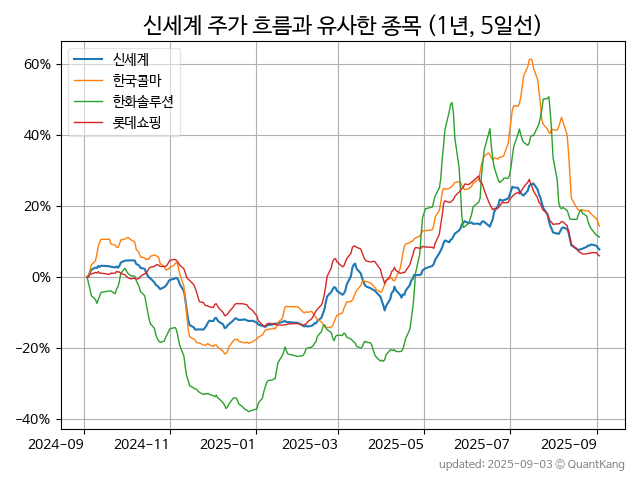 신세계 주가 흐름과 유사한 종목 (1년, 5일선)
신세계
한국콜마
한화솔루션
롯데쇼핑
60%
40%
20%
0%
−20%
−40%
2024-09 2024-11 2025-01 2025-03 2025-05 2025-07 2025-09
updated: 2025-09-03 © QuantKang